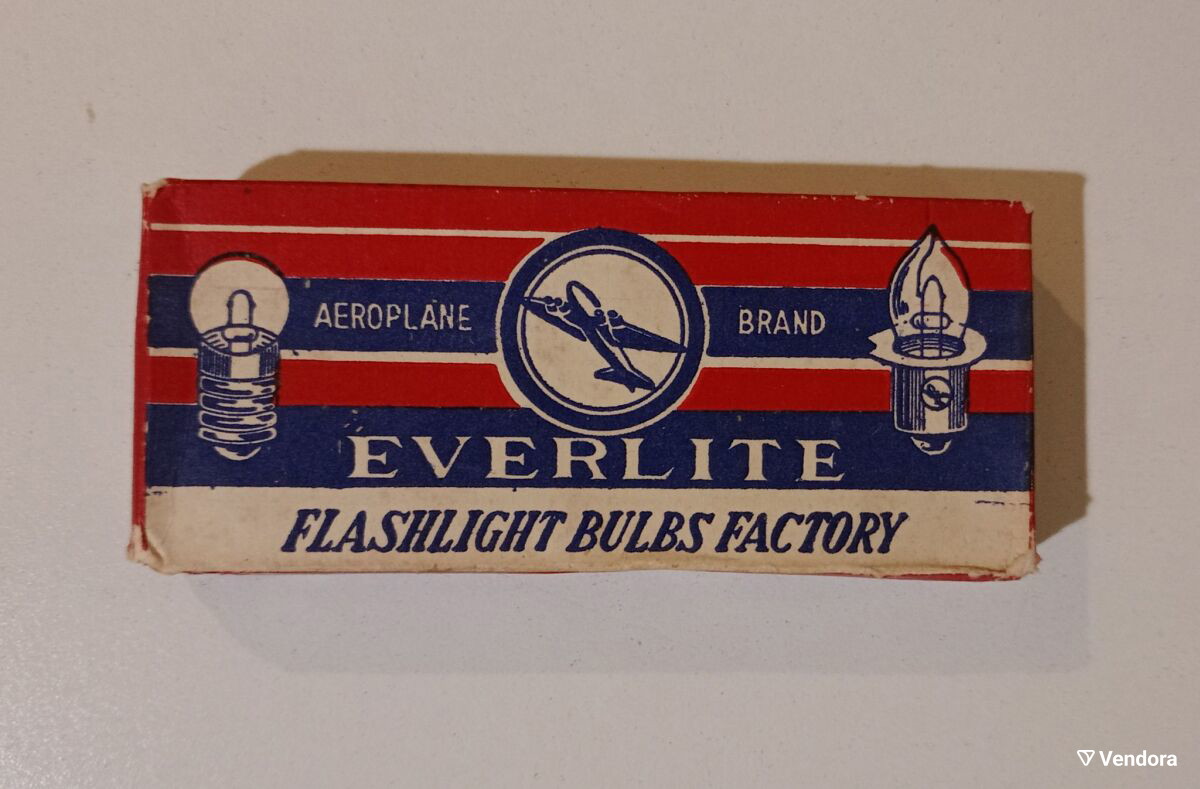 AEROPLANE BRAND
EVERLITE
FLASHLIGHT BULBS FACTORY
Vendora